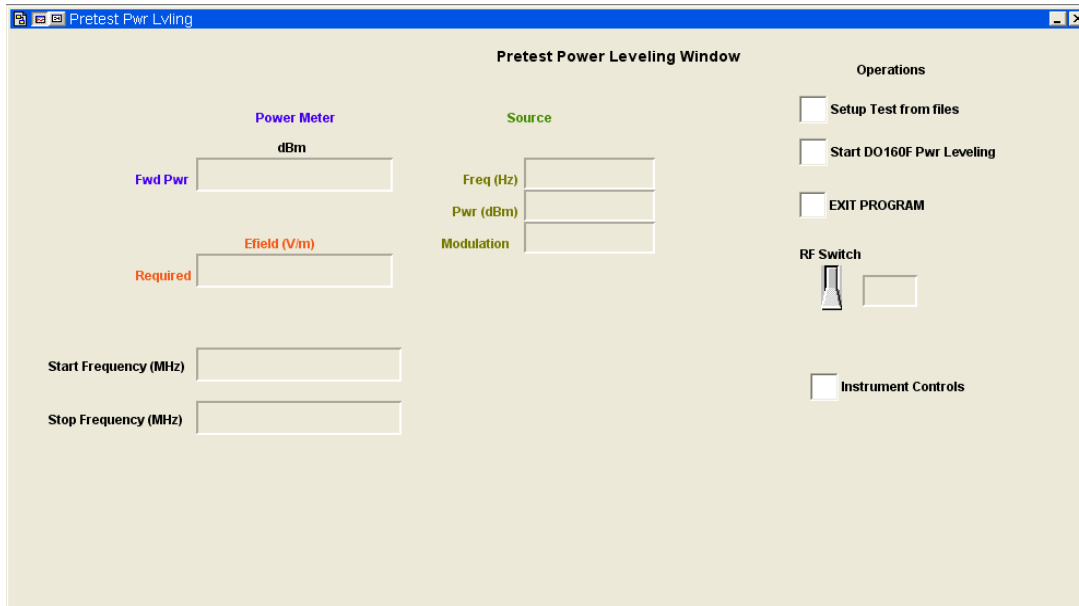 Pretest Pwr Lvling
Pretest Power Leveling Window
Operations
Power Meter
Source
Setup Test from files
dBm
Start DO160F Pwr Leveling
Fwd Pwr
Freq (Hz)
Pwr (dBm)
EXIT PROGRAM
Efield (V/m)
Modulation
RF Switch
Required
Start Frequency (MHz)
Instrument Controls
Stop Frequency (MHz)